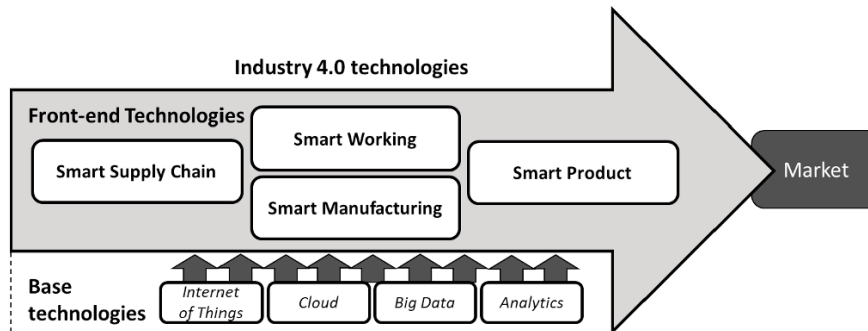 Industry 4.0 technologies
Front-end Technologies
Smart Supply Chain
Smart Working
Smart Manufacturing
Smart Product
Market
Base
technologies
Internet
of Things
Cloud
Big Data
Analytics